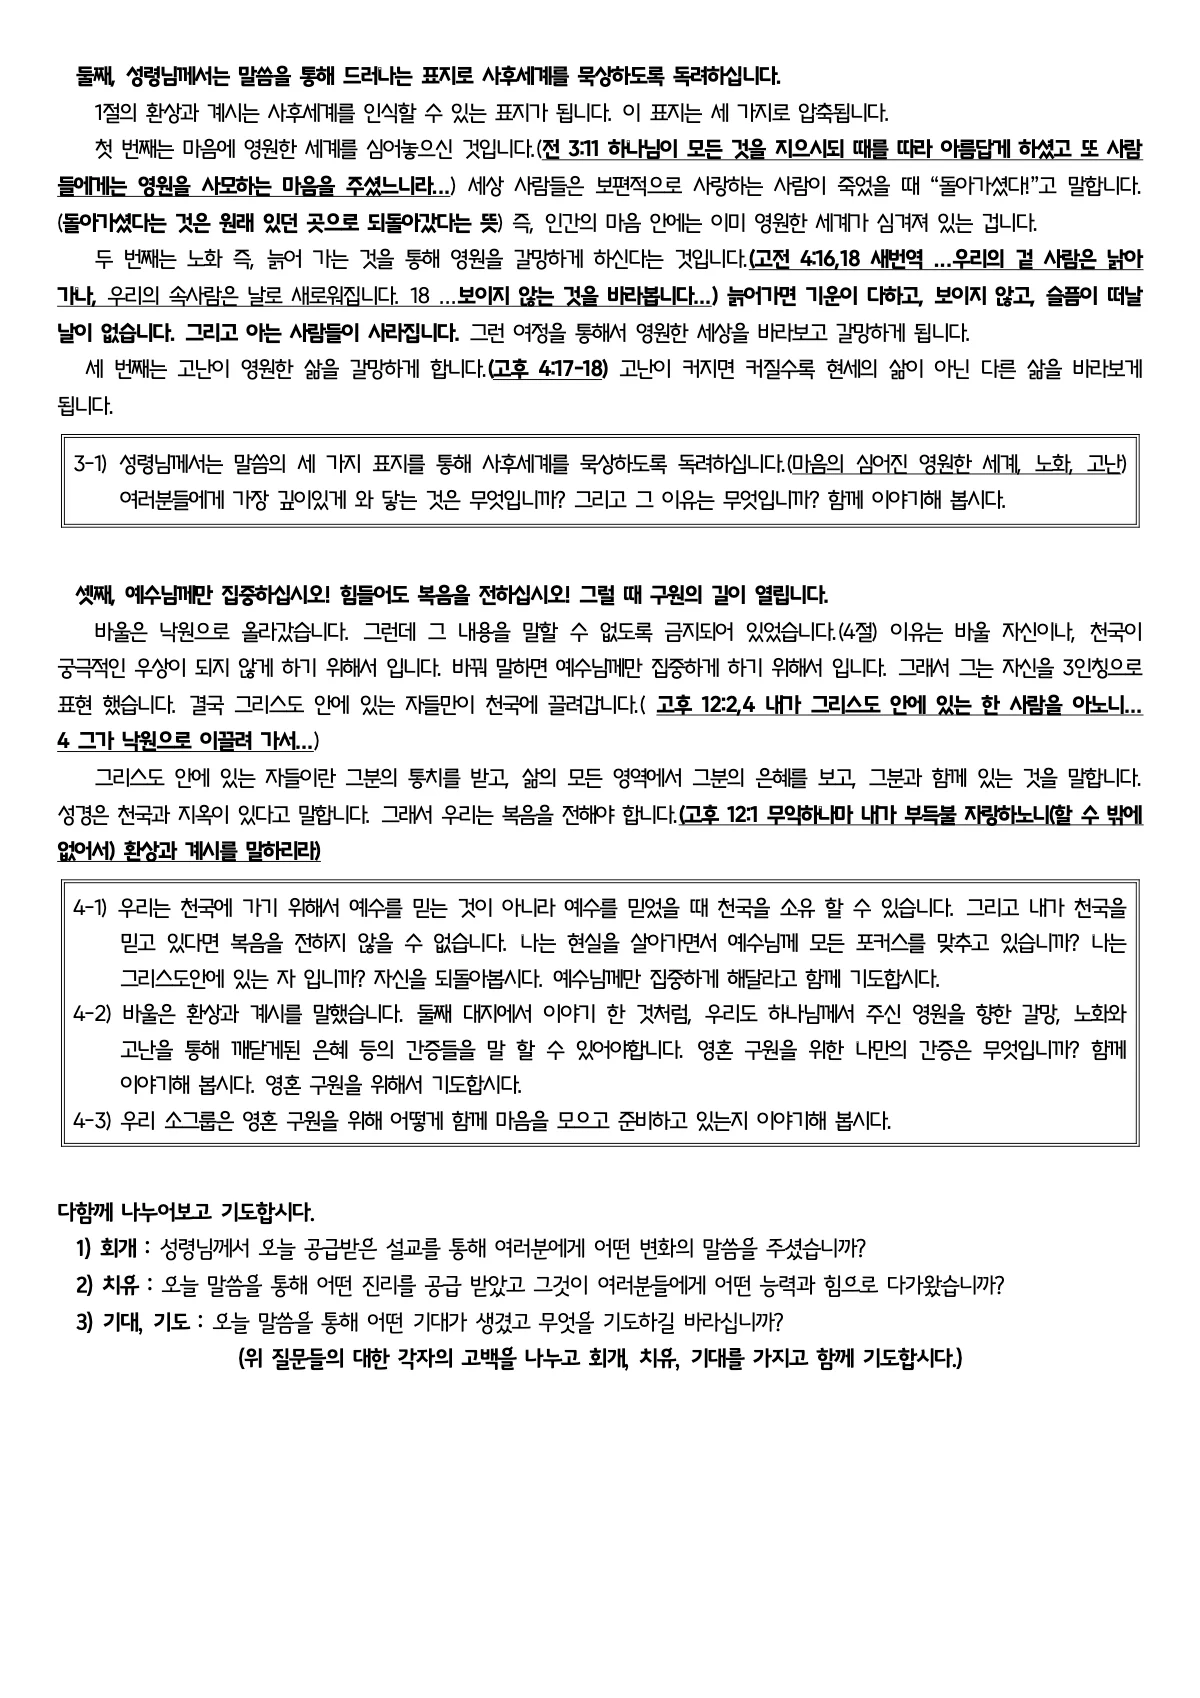 둘째, 성령님께서는 말씀을 통해 드러나는 표지로 사후세계를 묵상하도록 독려하십니다.
1절의 환상과 계시는 사후세계를 인식할 수 있는 표지가 됩니다. 이 표지는 세 가지로 압축됩니다.
첫 번째는 마음에 영원한 세계를 심어놓으신 것입니다.(전 3:11 하나님이 모든 것을 지으시되 때를 따라 아름답게 하셨고 또 사람
들에게는 영원을 사모하는 마음을 주셨느니라...) 세상 사람들은 보편적으로 사랑하는 사람이 죽었을 때 “돌아가셨다!”고 말합니다.
(돌아가셨다는 것은 원래 있던 곳으로 되돌아갔다는 뜻) 즉, 인간의 마음 안에는 이미 영원한 세계가 심겨져 있는 겁니다.
두 번째는 노화 즉, 늙어 가는 것을 통해 영원을 갈망하게 하신다는 것입니다.(고전 4:16,18 새번역 ...우리의 겉 사람은 낡아
가나, 우리의 속사람은 날로 새로워집니다. 18 ...보이지 않는 것을 바라봅니다...) 늙어가면 기운이 다하고, 보이지 않고, 슬픔이 떠날
날이 없습니다. 그리고 아는 사람들이 사라집니다. 그런 여정을 통해서 영원한 세상을 바라보고 갈망하게 됩니다.
세 번째는 고난이 영원한 삶을 갈망하게 합니다.(고후 4:17-18) 고난이 커지면 커질수록 현세의 삶이 아닌 다른 삶을 바라보게
됩니다.
3-1) 성령님께서는 말씀의 세 가지 표지를 통해 사후세계를 묵상하도록 독려하십니다.(마음의 심어진 영원한 세계, 노화, 고난)
여러분들에게 가장 깊이있게 와 닿는 것은 무엇입니까? 그리고 그 이유는 무엇입니까? 함께 이야기해 봅시다.
셋째, 예수님께만 집중하십시오! 힘들어도 복음을 전하십시오! 그럴 때 구원의 길이 열립니다.
바울은 낙원으로 올라갔습니다. 그런데 그 내용을 말할 수 없도록 금지되어 있었습니다.(4절) 이유는 바울 자신이나, 천국이
궁극적인 우상이 되지 않게 하기 위해서 입니다. 바꿔 말하면 예수님께만 집중하게 하기 위해서 입니다. 그래서 그는 자신을 3인칭으로
표현 했습니다. 결국 그리스도 안에 있는 자들만이 천국에 끌려갑니다.( 고후 12:2,4 내가 그리스도 안에 있는 한 사람을 아노니...
4 그가 낙원으로 이끌려 가서...)
그리스도 안에 있는 자들이란 그분의 통치를 받고, 삶의 모든 영역에서 그분의 은혜를 보고, 그분과 함께 있는 것을 말합니다.
성경은 천국과 지옥이 있다고 말합니다. 그래서 우리는 복음을 전해야 합니다.(고후 12:1 무익하나마 내가 부득불 자랑하노니(할 수 밖에
없어서) 환상과 계시를 말하리라)
4-1) 우리는 천국에 가기 위해서 예수를 믿는 것이 아니라 예수를 믿었을 때 천국을 소유 할 수 있습니다. 그리고 내가 천국을
믿고 있다면 복음을 전하지 않을 수 없습니다. 나는 현실을 살아가면서 예수님께 모든 포커스를 맞추고 있습니까? 나는
그리스도안에 있는 자 입니까? 자신을 되돌아봅시다. 예수님께만 집중하게 해달라고 함께 기도합시다.
4-2) 바울은 환상과 계시를 말했습니다. 둘째 대지에서 이야기 한 것처럼, 우리도 하나님께서 주신 영원을 향한 갈망, 노화와
고난을 통해 깨닫게된 은혜 등의 간증들을 말 할 수 있어야합니다. 영혼 구원을 위한 나만의 간증은 무엇입니까? 함께
이야기해 봅시다. 영혼 구원을 위해서 기도합시다.
4-3) 우리 소그룹은 영혼 구원을 위해 어떻게 함께 마음을 모으고 준비하고 있는지 이야기해 봅시다.
다함께 나누어보고 기도합시다.
1) 회개 : 성령님께서 오늘 공급받은 설교를 통해 여러분에게 어떤 변화의 말씀을 주셨습니까?
2) 치유 : 오늘 말씀을 통해 어떤 진리를 공급 받았고 그것이 여러분들에게 어떤 능력과 힘으로 다가왔습니까?
3) 기대, 기도 : 오늘 말씀을 통해 어떤 기대가 생겼고 무엇을 기도하길 바라십니까?
(위 질문들의 대한 각자의 고백을 나누고 회개, 치유, 기대를 가지고 함께 기도합시다.)